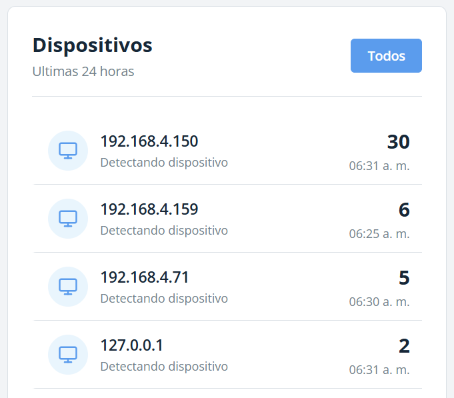 Dispositivos
Ultimas 24 horas
Todos
192.168.4.150
Detectando dispositivo
30
06:31 a. m.
192.168.4.159
Detectando dispositivo
6
06:25 a. m.
192.168.4.71
Detectando dispositivo
5
06:30 a. m.
127.0.0.1
Detectando dispositivo
2
06:31 a. m.